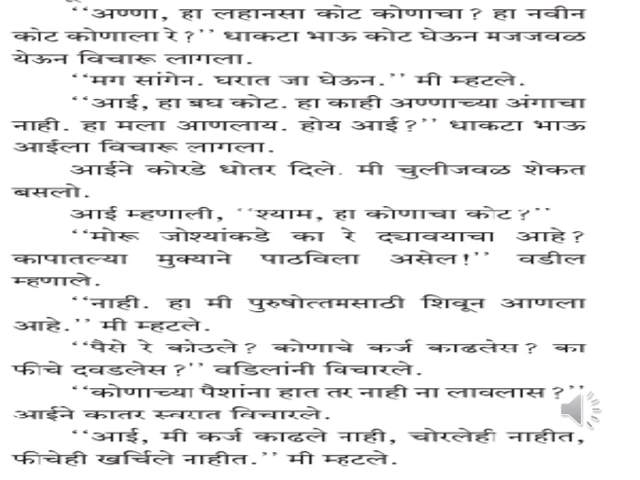 ‘‘अण्णा, हा लहानसा कोट कोणाचा? हा नवीन
कोट कोणाला रे?’’ धाकटा भाऊ कोट घेऊन मजजवळ
येऊन विचारू लागला.
‘‘मग सांगेन. घरात जा घेऊन.’’ मी म्हटले.
‘‘आई, हा बघ कोट. हा काही अण्णाच्या अंगाचा
नाही. हा मला आणलाय. होय आई?’’ धाकटा भाऊ
आईला विचारू लागला.
आईने कोरडे धोतर दिले. मी चुलीजवळ शेकत
बसलो.
आई म्हणाली, ‘‘श्याम, हा कोणाचा कोट?’’
‘‘मोरू जोश्यांकडे का रे द्यावयाचा आहे?
कापातल्या मुक्याने पाठविला असेल!’’ वडील
म्हणाले.
‘‘नाही. हा मी पुरुषोत्तमसाठी शिवून आणला
आहे.’’ मी म्हटले.
‘‘पैसे रे कोठले? कोणाचे कर्ज काढलेस? का
फीचे दवडलेस?’’ वडिलांनी विचारले.
‘‘कोणाच्या पैशांना हात तर नाही ना लावलास?’’
आईने कातर स्वरात विचारले.
‘‘आई, मी कर्ज काढले नाही, चोरलेही नाहीत,
फीचेही खर्चिले नाहीत.’’ मी म्हटले.